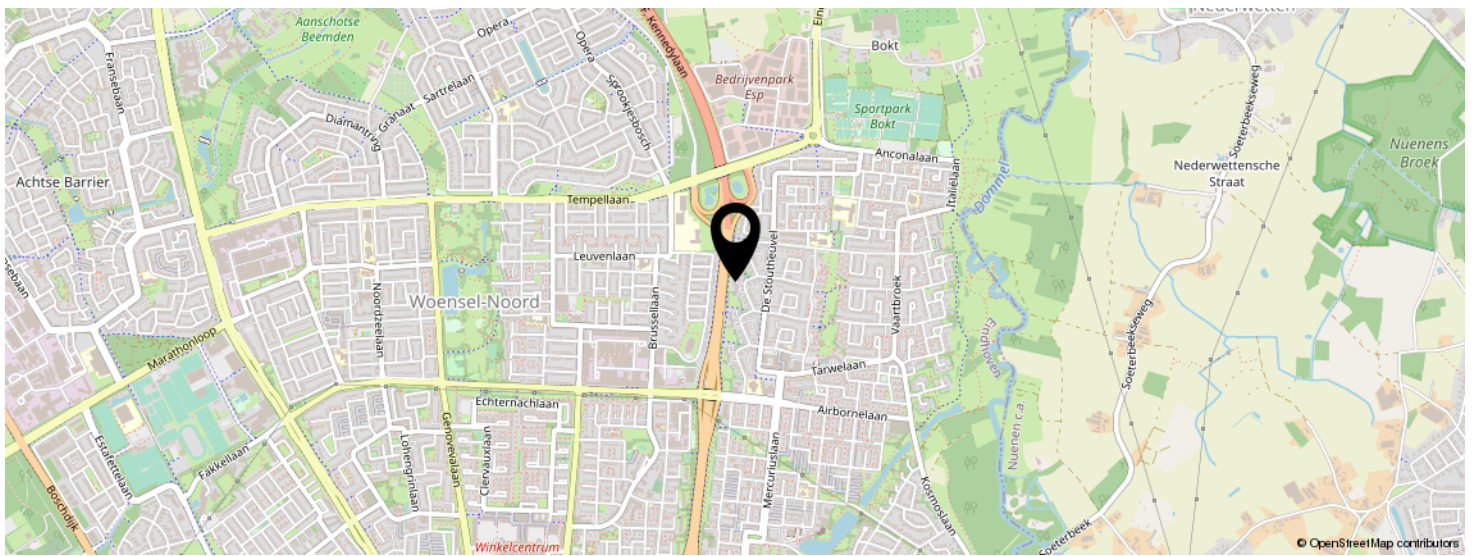 Aanschotse
Beemden
Opera
Opera
F. Kennedylaan
Bokt
Nederwetten
Fransebaan
Sartrelaan
Granaat
Diamantring
Sprookjesbosch
Bedrijvenpark
Esp
Sportpark
Bokt
Soeterbeekseweg
Anconalaan
Italiëlaan
Nuenens
Broek
Achtse Barrier
Tempellaan
Dommel
Nederwettensche
Straat
Leuvenlaan
De Stoutheuvel
Woensel-Noord
Noordzeelaan
Brussellaan
Vaartbroek
Eindhoven
Soeterbeekseweg
Marathonloop
Tarwelaan
Echternachlaan
Airbornelaan
Genovevalaan
Estafettelaan
Fakkellaan
Lohengrinlaan
Clervauxlaan
Mercuriuslaan
Nuenen c.a.
Kosmoslaan
Boschdijk
Winkelcentrum
Soeterbeek
© OpenStreetMap contributors